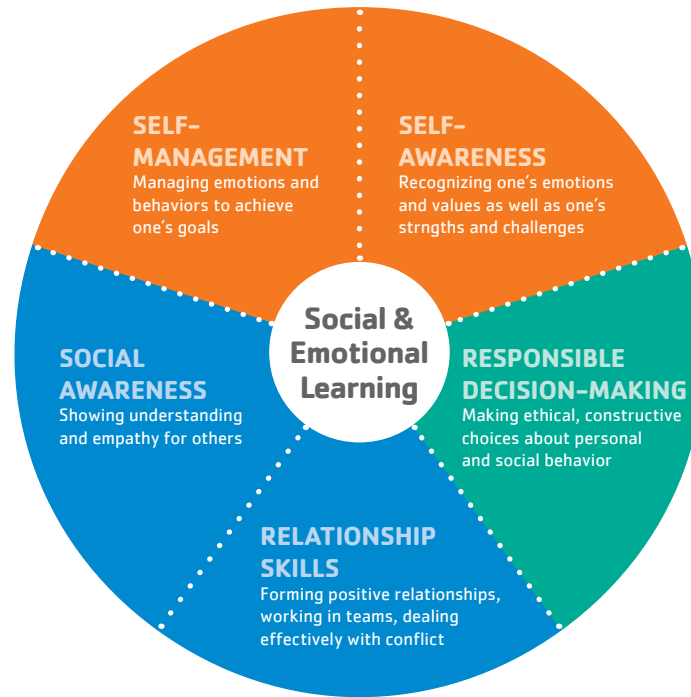 SELF-
MANAGEMENT
Managing emotions and
behaviors to achieve
one's goals
SELF-
AWARENESS
Recognizing one's emotions
and values as well as one's
strngths and challenges
Social &
Emotional
Learning
SOCIAL
AWARENESS
Showing understanding
and empathy for others
RESPONSIBLE
DECISION-MAKING
Making ethical, constructive
choices about personal
and social behavior
RELATIONSHIP
SKILLS
Forming positive relationships,
working in teams, dealing
effectively with conflict